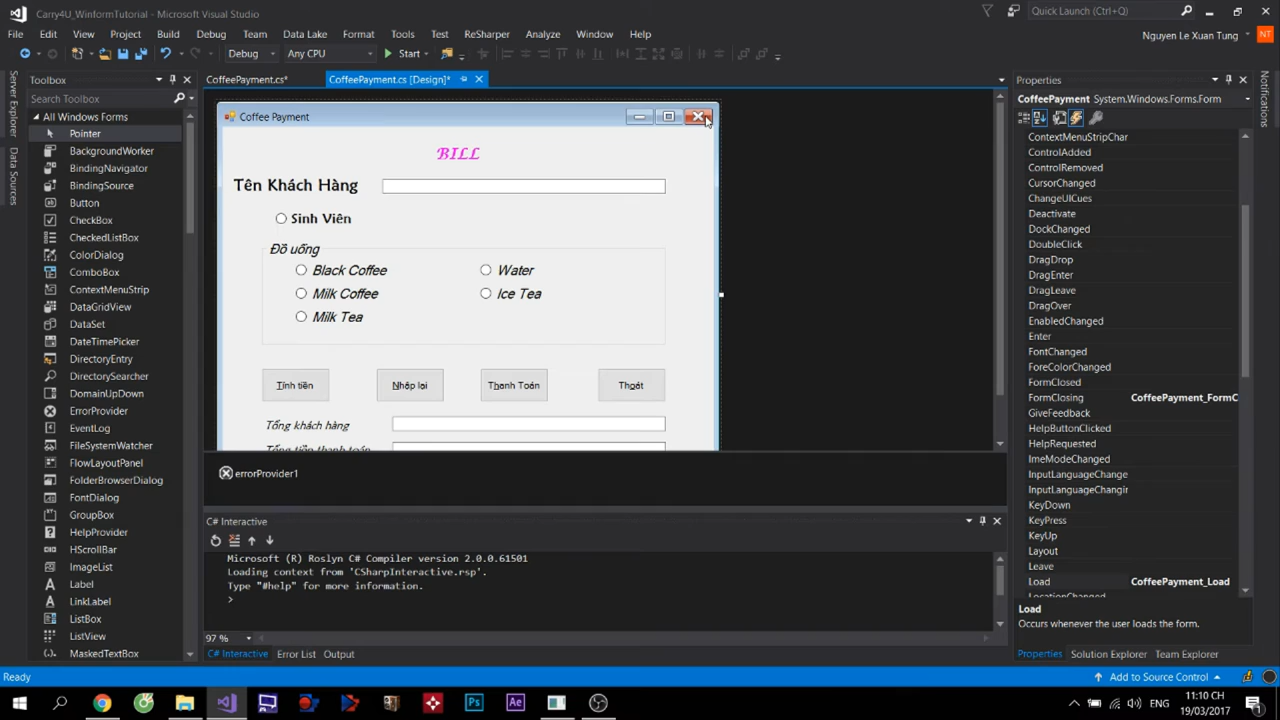 Carry4U_WinformTutorial - Microsoft Visual Studio
Quick Launch (Ctrl+Q)
File Edit View Project Build Debug Team Data Lake Format Tools Test ReSharper Analyze Window Help
Nguyen Le Xuan Tung
NT
Debug Any CPU Start
Server Explorer
Data Sources
Toolbox
Search Toolbox
All Windows Forms
Pointer
BackgroundWorker
BindingNavigator
BindingSource
Button
CheckBox
CheckedListBox
ColorDialog
ComboBox
ContextMenuStrip
DataGridView
DataSet
DateTimePicker
DirectoryEntry
DirectorySearcher
DomainUpDown
ErrorProvider
EventLog
FileSystemWatcher
FlowLayoutPanel
FolderBrowserDialog
FontDialog
GroupBox
HelpProvider
HScrollBar
ImageList
Label
LinkLabel
ListBox
ListView
MaskedTextBox
CoffeePayment.cs*
CoffeePayment.cs [Design]*
Coffee Payment
BILL
Tên Khách Hàng
Sinh Viên
Đồ uống
Black Coffee Water
Milk Coffee Ice Tea
Milk Tea
Tính tiền Nhập lại Thanh Toán Thoát
Tổng khách hàng
Tổng tiền thanh toán
errorProvider1
C# Interactive
Microsoft (R) Roslyn C# Compiler version 2.0.0.61501
Loading context from 'CSharpInteractive.rsp'.
Type "#help" for more information.
>
97 %
C# Interactive Error List Output
Properties
CoffeePayment System.Windows.Forms.Form
ContextMenuStripChar
ControlAdded
ControlRemoved
CursorChanged
ChangeUICues
Deactivate
DockChanged
DoubleClick
DragDrop
DragEnter
DragLeave
DragOver
EnabledChanged
Enter
FontChanged
ForeColorChanged
FormClosed
FormClosing CoffeePayment_FormC
GiveFeedback
HelpButtonClicked
HelpRequested
ImeModeChanged
InputLanguageChange
InputLanguageChangin
KeyDown
KeyPress
KeyUp
Layout
Leave
Load CoffeePayment_Load
LocationChanged
Load
Occurs whenever the user loads the form.
Properties Solution Explorer Team Explorer
Notifications
Ready
Add to Source Control
Ps
Ae
ENG
11:10 CH
19/03/2017
1